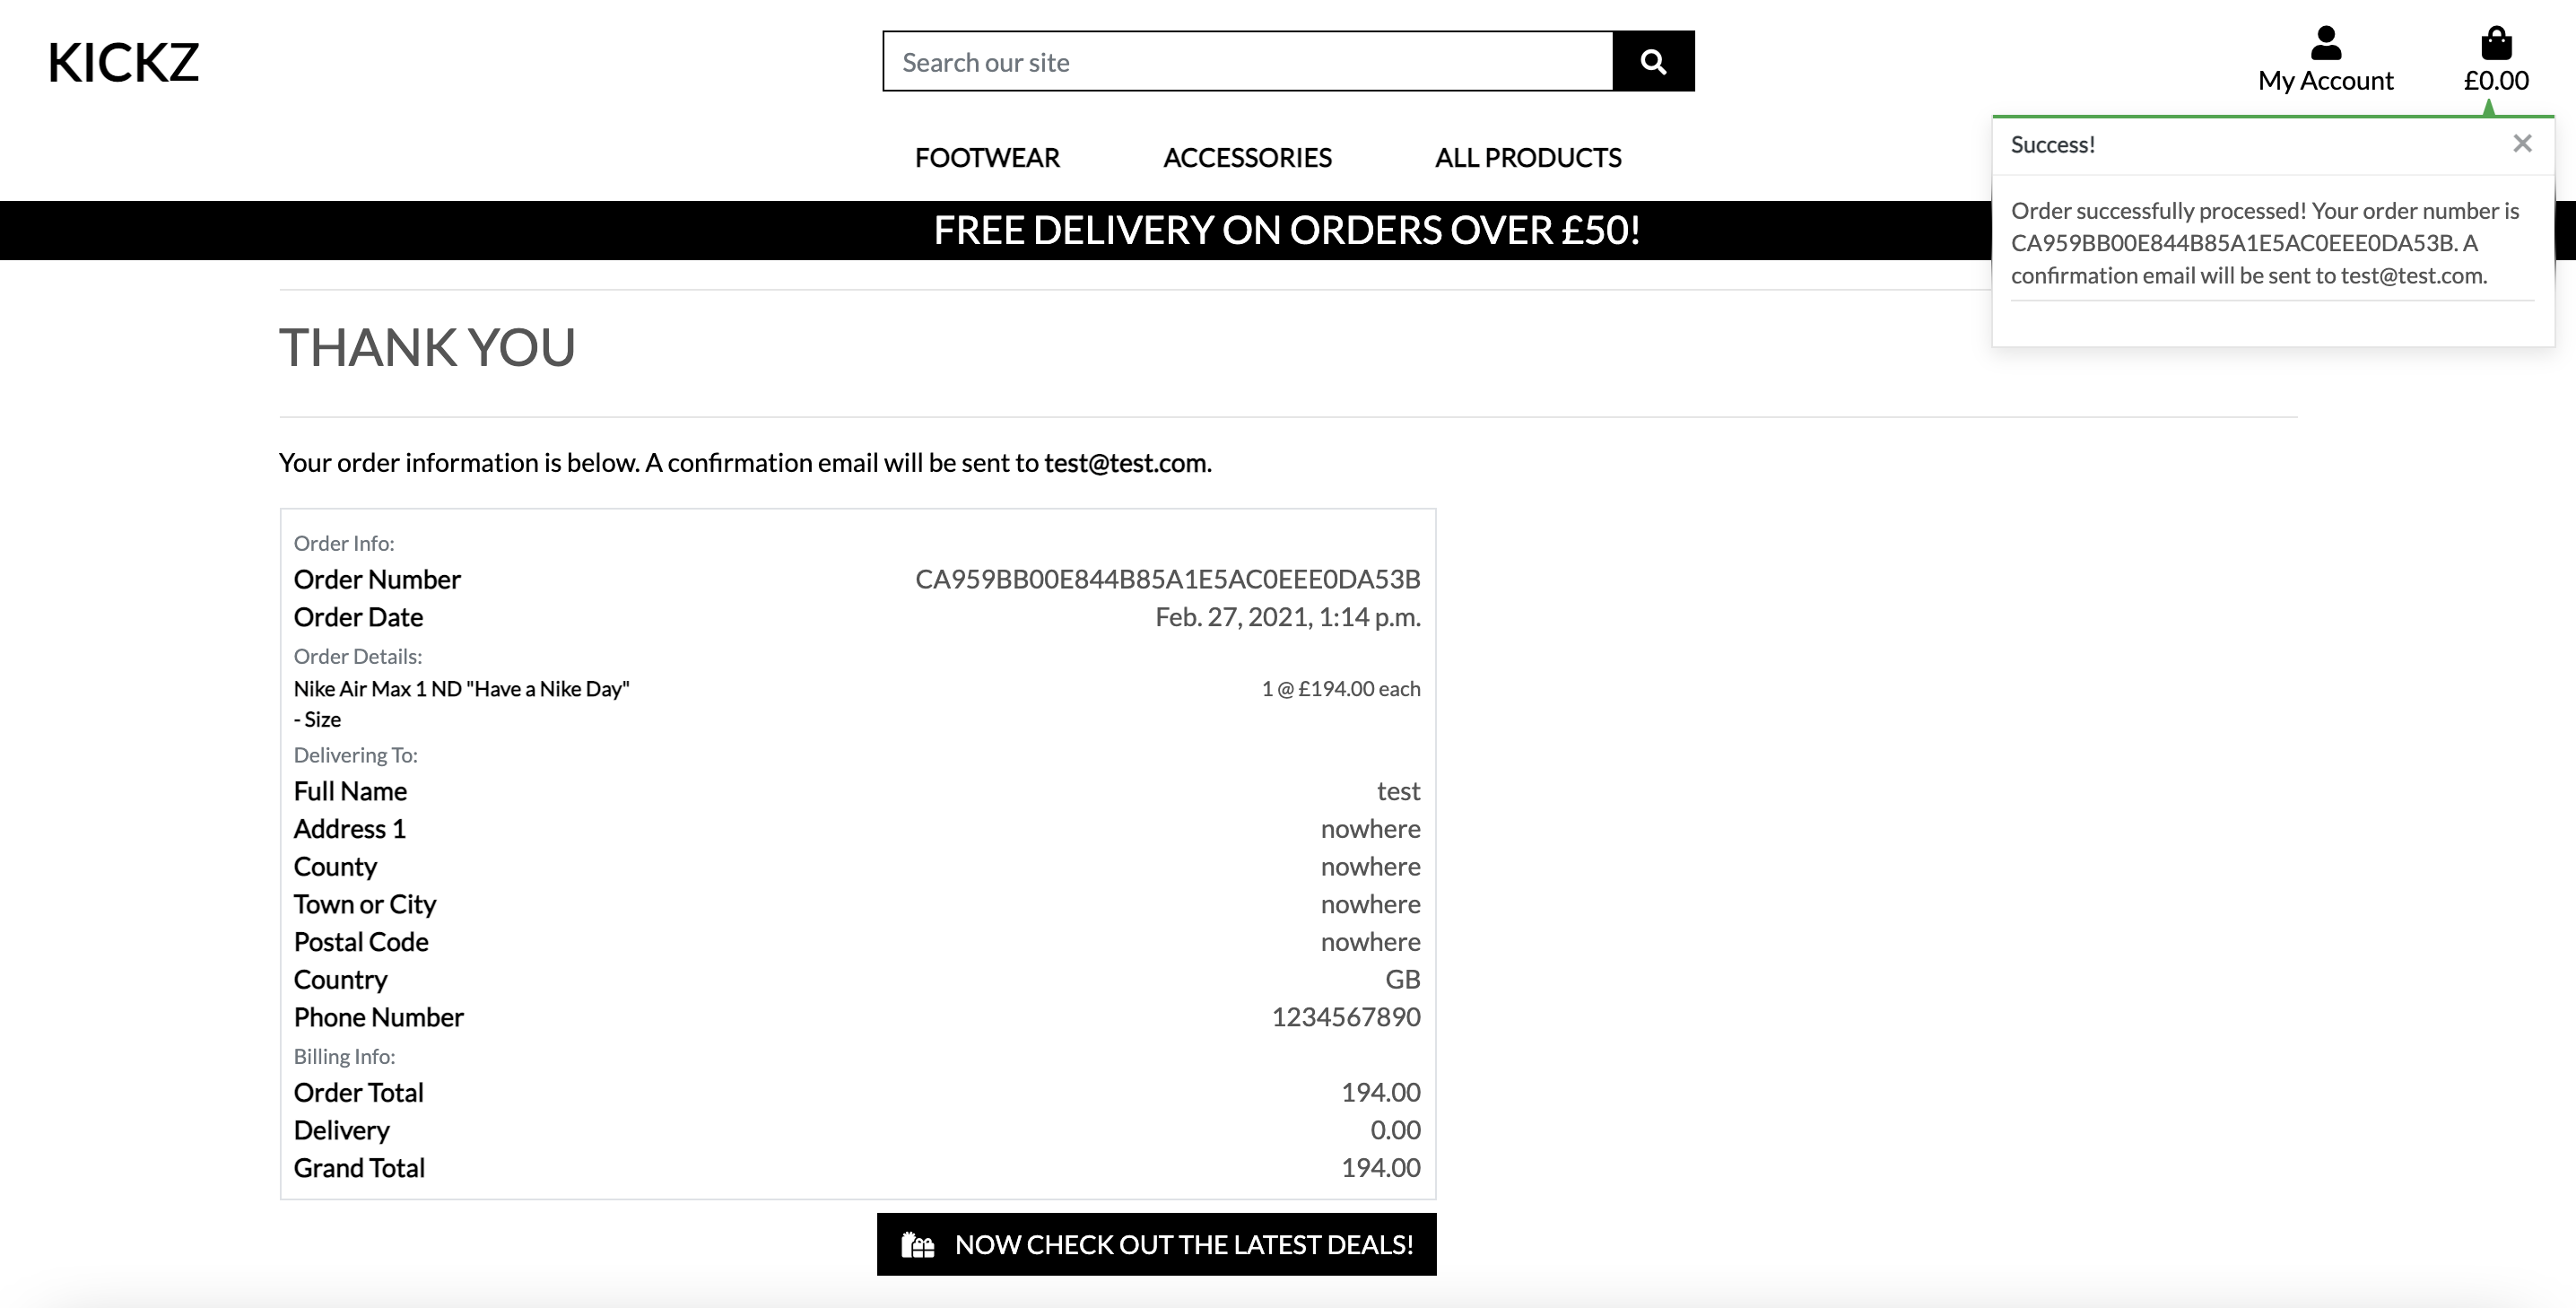 KICKZ
Search our site
My Account
£0.00
FOOTWEAR
ACCESSORIES
ALL PRODUCTS
Success!
Order successfully processed! Your order number is
CA959BB00E844B85A1E5AC0EEE0DA53B. A
confirmation email will be sent to test@test.com.
FREE DELIVERY ON ORDERS OVER £50!
THANK YOU
Your order information is below. A confirmation email will be sent to test@test.com.
Order Info:
Order Number CA959BB00E844B85A1E5AC0EEE0DA53B
Order Date Feb. 27, 2021, 1:14 p.m.
Order Details:
Nike Air Max 1 ND "Have a Nike Day" 1 @ £194.00 each
- Size
Delivering To:
Full Name test
Address 1 nowhere
County nowhere
Town or City nowhere
Postal Code nowhere
Country GB
Phone Number 1234567890
Billing Info:
Order Total 194.00
Delivery 0.00
Grand Total 194.00
NOW CHECK OUT THE LATEST DEALS!